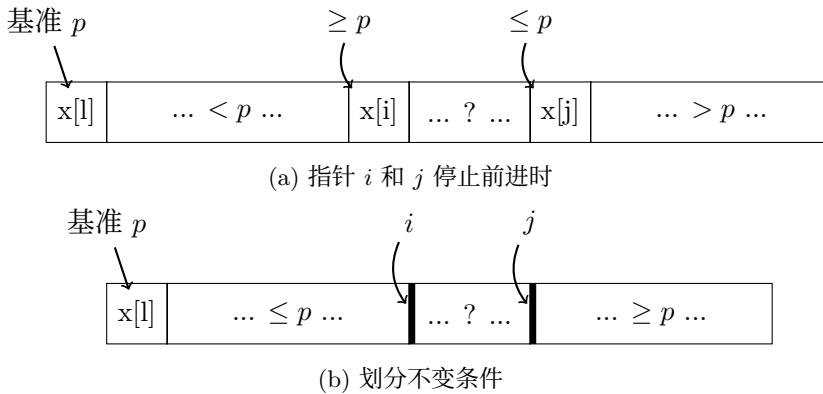 基准 p ≥ p ≤ p
x[l] ... < p ... x[i] ... ? ... x[j] ... > p ...
(a) 指针 i 和 j 停止前进时
基准 p i j
x[l] ... ≤ p ... ... ? ... ... ≥ p ...
(b) 划分不变条件